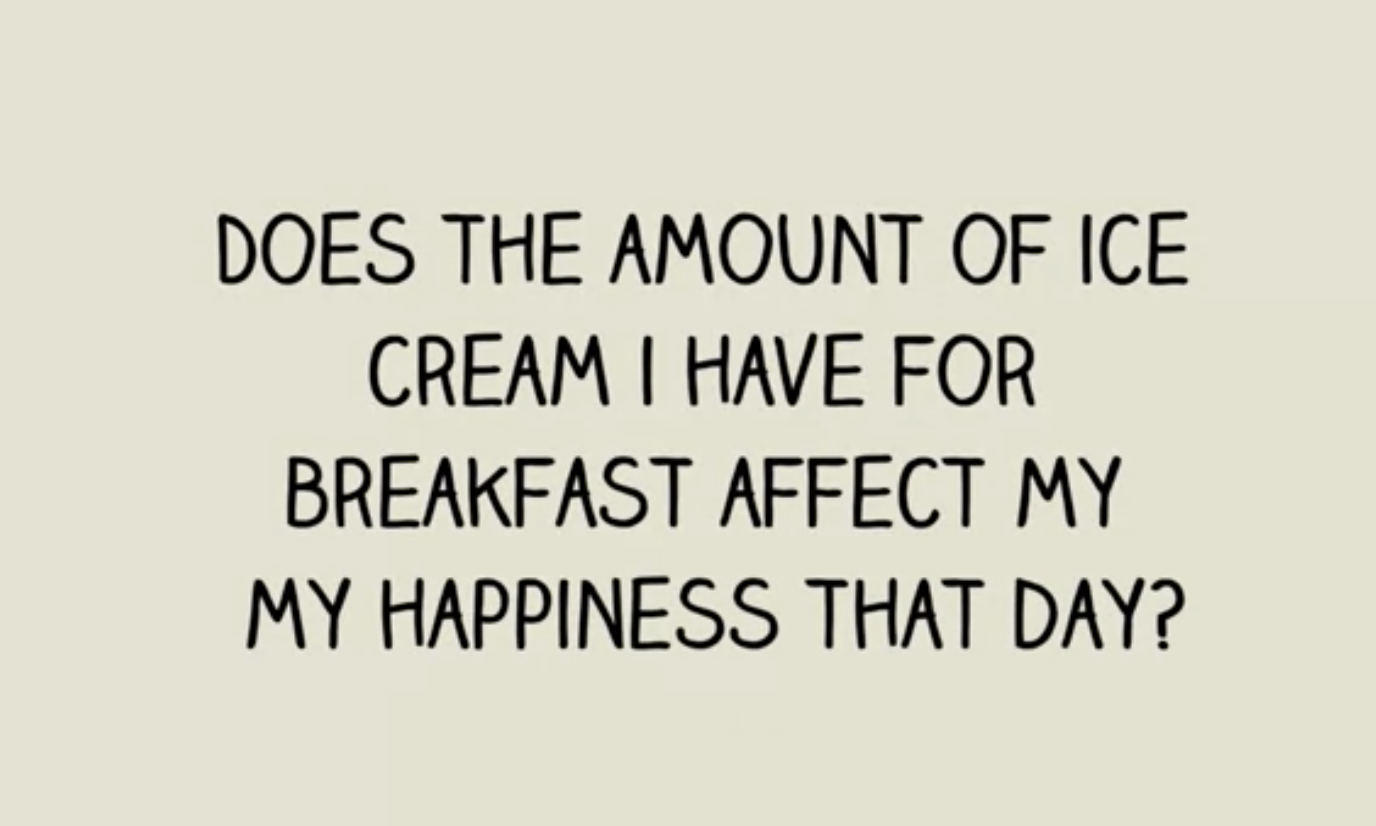 DOES THE AMOUNT OF ICE
CREAM I HAVE FOR
BREAKFAST AFFECT MY
MY HAPPINESS THAT DAY?